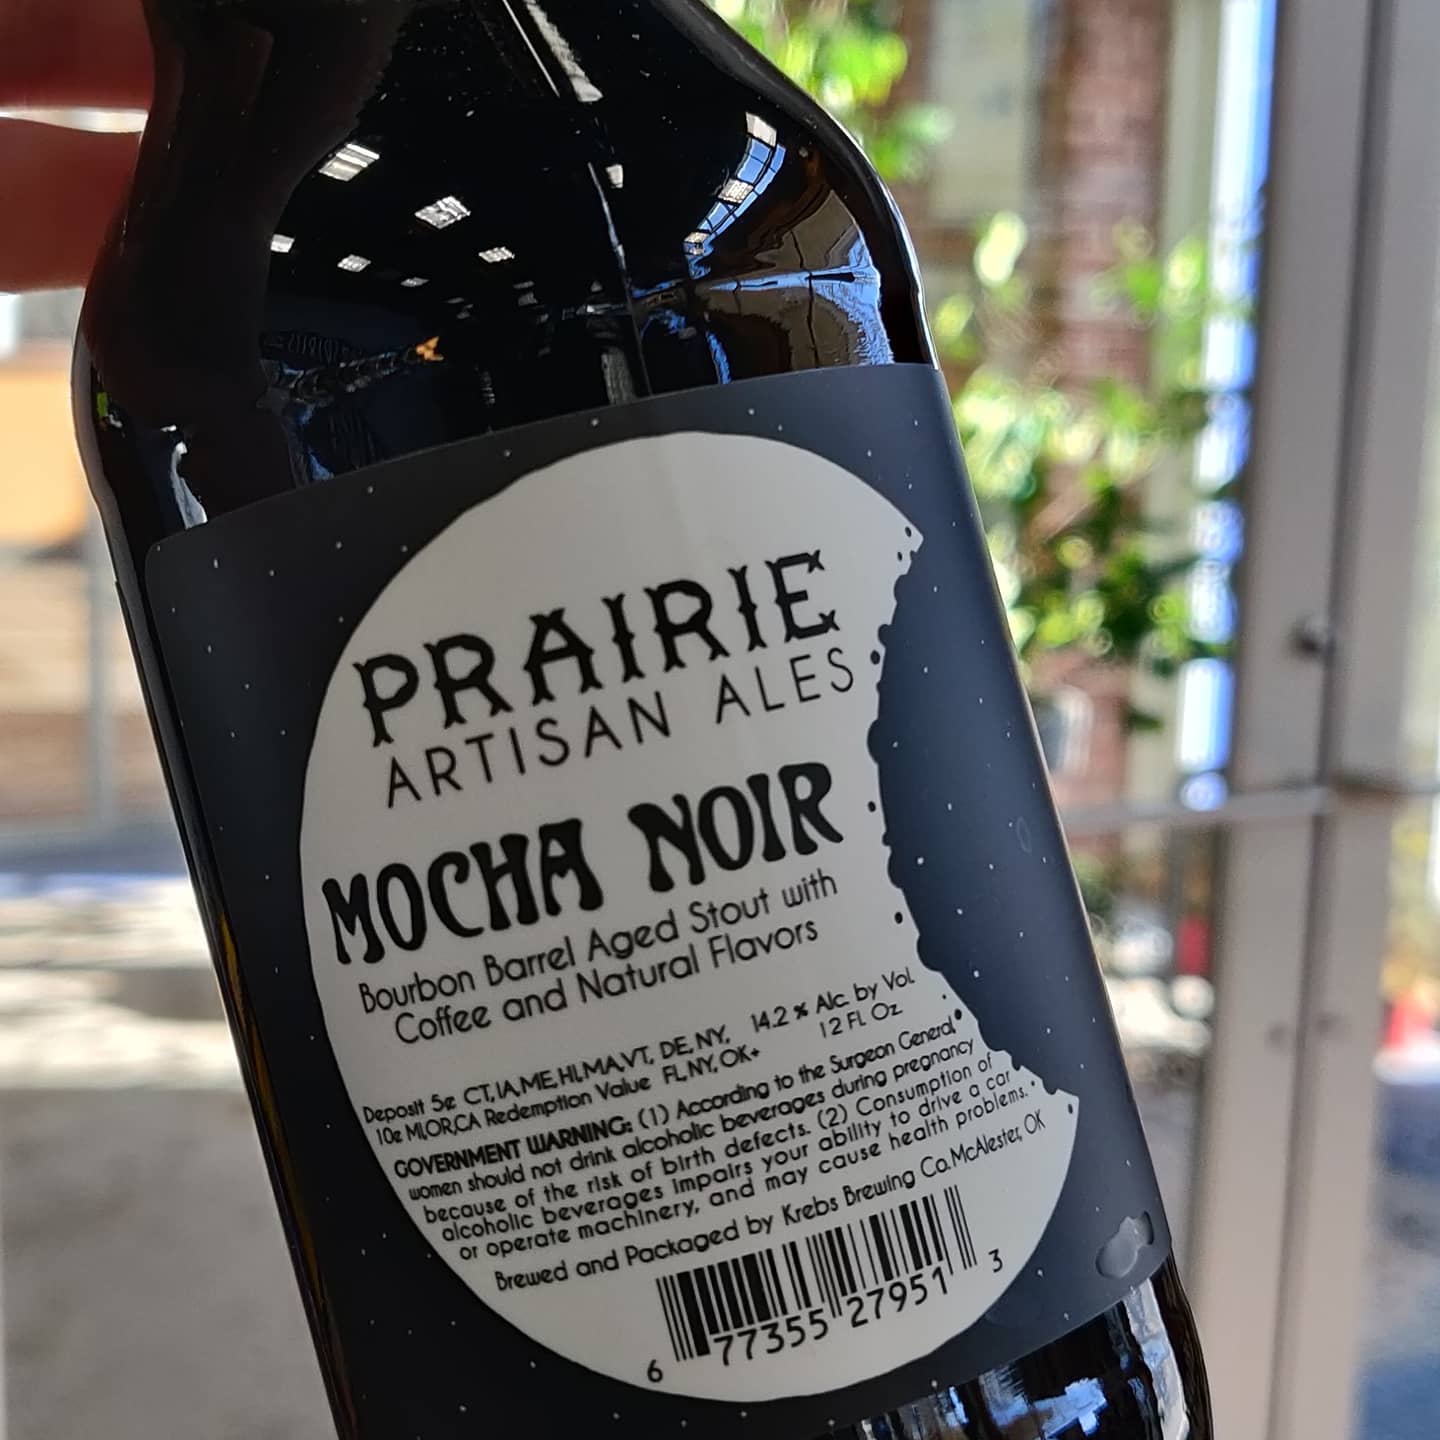 PRAIRIE
ARTISAN ALES
MOCHA NOIR
Bourbon Barrel Aged Stout with
Coffee and Natural Flavors
Deposit 5¢ CT, IA, ME, HI, MA, VT, DE, NY,
10¢ MI, OR, CA Redemption Value FL, NY, OK+
14.2 % Alc. by Vol.
12 Fl. Oz
GOVERNMENT WARNING: (1) According to the Surgeon General,
women should not drink alcoholic beverages during pregnancy
because of the risk of birth defects. (2) Consumption of
alcoholic beverages impairs your ability to drive a car
or operate machinery, and may cause health problems.
Brewed and Packaged by Krebs Brewing Co. McAlester, OK
6 77355 27951 3